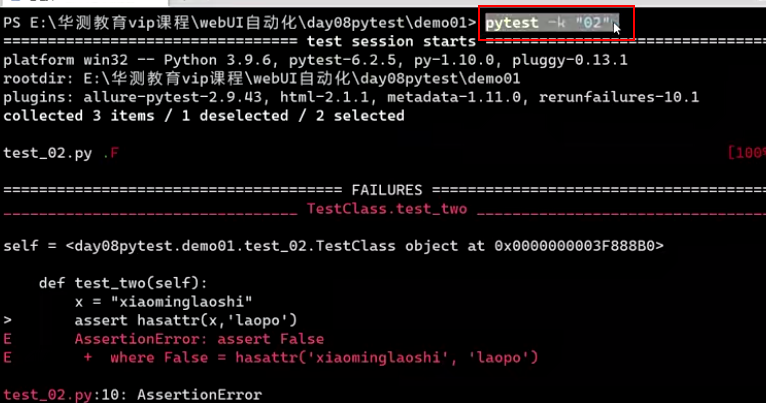 PS E:\华测教育vip课程\webUI自动化\day08pytest\demo01> pytest -k "02"
============================= test session starts =============================
platform win32 -- Python 3.9.6, pytest-6.2.5, py-1.10.0, pluggy-0.13.1
rootdir: E:\华测教育vip课程\webUI自动化\day08pytest\demo01
plugins: allure-pytest-2.9.43, html-2.1.1, metadata-1.11.0, rerunfailures-10.1
collected 3 items / 1 deselected / 2 selected
test_02.py .F [100%
=================================== FAILURES ===================================
______________________________ TestClass.test_two ______________________________
self = <day08pytest.demo01.test_02.TestClass object at 0x0000000003F888B0>
def test_two(self):
x = "xiaominglaoshi"
> assert hasattr(x,'laopo')
E AssertionError: assert False
E + where False = hasattr('xiaominglaoshi', 'laopo')
test_02.py:10: AssertionError